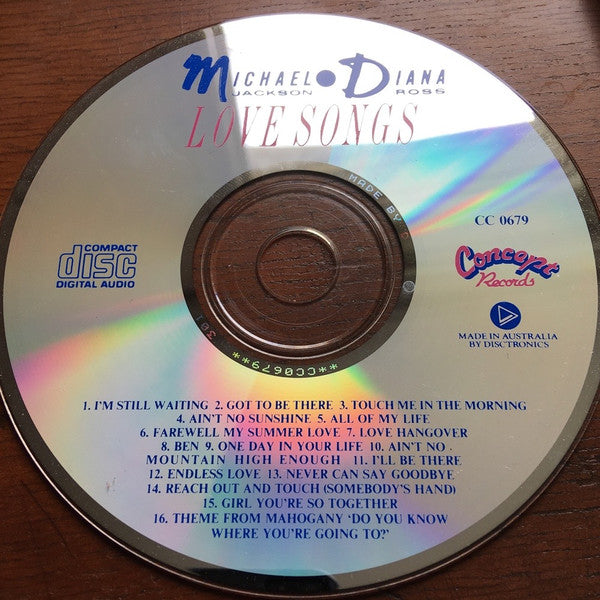 MICHAEL • DIANA
JACKSON ROSS
LOVE SONGS
MADE BY
CC 0679
COMPACT
disc
DIGITAL AUDIO
Concept
Records
MADE IN AUSTRALIA
BY DISCTRONICS
**CC0679**
1. I'M STILL WAITING 2. GOT TO BE THERE 3. TOUCH ME IN THE MORNING
4. AIN'T NO SUNSHINE 5. ALL OF MY LIFE
6. FAREWELL MY SUMMER LOVE 7. LOVE HANGOVER
8. BEN 9. ONE DAY IN YOUR LIFE 10. AIN'T NO
MOUNTAIN HIGH ENOUGH 11. I'LL BE THERE
12. ENDLESS LOVE 13. NEVER CAN SAY GOODBYE
14. REACH OUT AND TOUCH (SOMEBODY'S HAND)
15. GIRL YOU'RE SO TOGETHER
16. THEME FROM MAHOGANY 'DO YOU KNOW
WHERE YOU'RE GOING TO?'